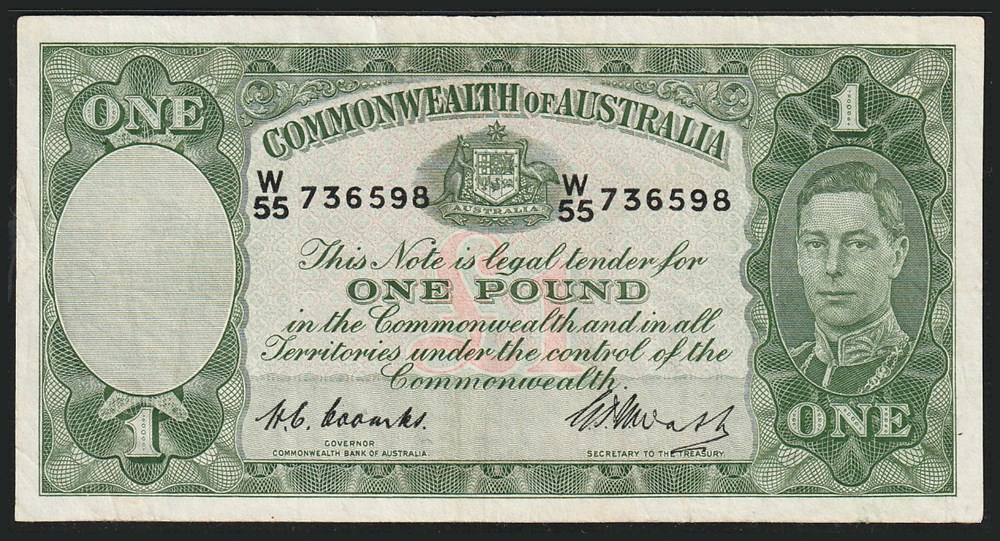 ONE
1
COMMONWEALTH OF AUSTRALIA
W/55 736598
W/55 736598
AUSTRALIA
£1
This Note is legal tender for
ONE POUND
in the Commonwealth and in all
Territories under the control of the
Commonwealth.
H.C. Coombs.
GOVERNOR
COMMONWEALTH BANK OF AUSTRALIA
SECRETARY TO THE TREASURY
1
ONE